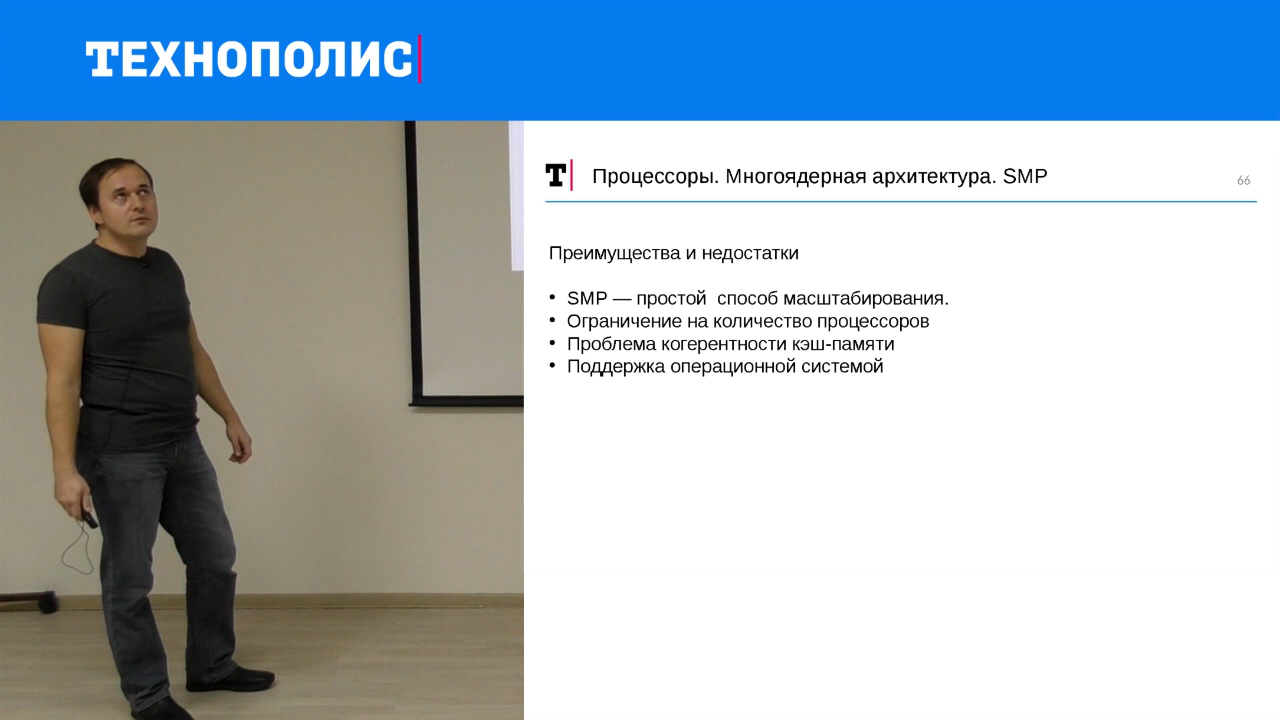 ТЕХНОПОЛИС
Т
Процессоры. Многоядерная архитектура. SMP
66
Преимущества и недостатки
• SMP — простой  способ масштабирования.
• Ограничение на количество процессоров
• Проблема когерентности кэш-памяти
• Поддержка операционной системой